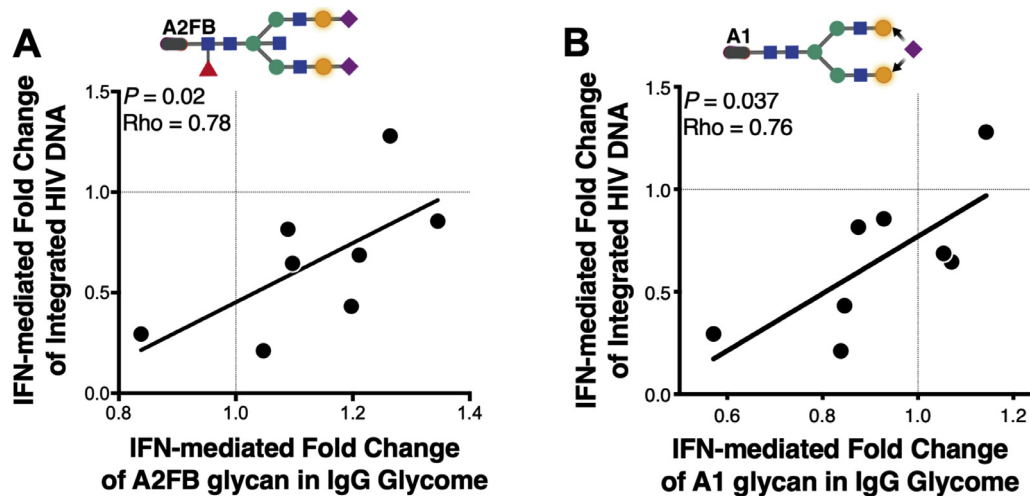 A
A2FB
P = 0.02
Rho = 0.78
IFN-mediated Fold Change
of Integrated HIV DNA
1.5
1.0
0.5
0.0
0.8
1.0
1.2
1.4
IFN-mediated Fold Change
of A2FB glycan in IgG Glycome
B
A1
P = 0.037
Rho = 0.76
IFN-mediated Fold Change
of Integrated HIV DNA
1.5
1.0
0.5
0.0
0.6
0.8
1.0
1.2
IFN-mediated Fold Change
of A1 glycan in IgG Glycome